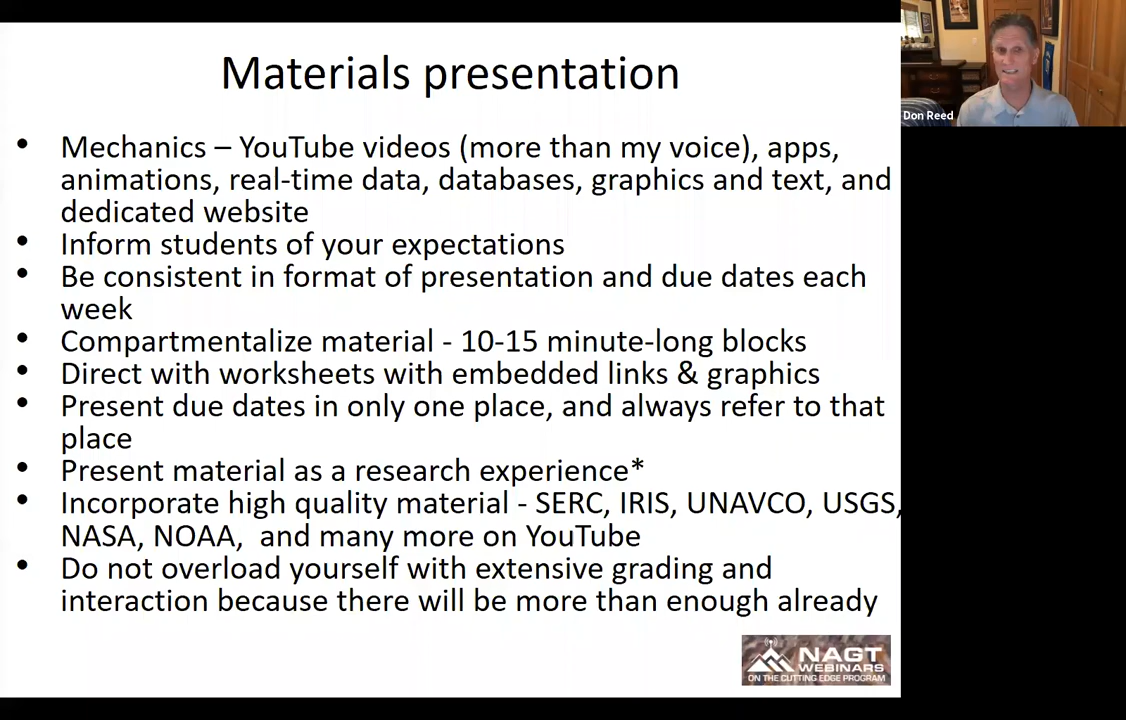 Materials presentation
• Mechanics – YouTube videos (more than my voice), apps,
animations, real-time data, databases, graphics and text, and
dedicated website
• Inform students of your expectations
• Be consistent in format of presentation and due dates each
week
• Compartmentalize material - 10-15 minute-long blocks
• Direct with worksheets with embedded links & graphics
• Present due dates in only one place, and always refer to that
place
• Present material as a research experience*
• Incorporate high quality material - SERC, IRIS, UNAVCO, USGS,
NASA, NOAA,  and many more on YouTube
• Do not overload yourself with extensive grading and
interaction because there will be more than enough already
NAGT
WEBINARS
ON THE CUTTING EDGE PROGRAM
Don Reed